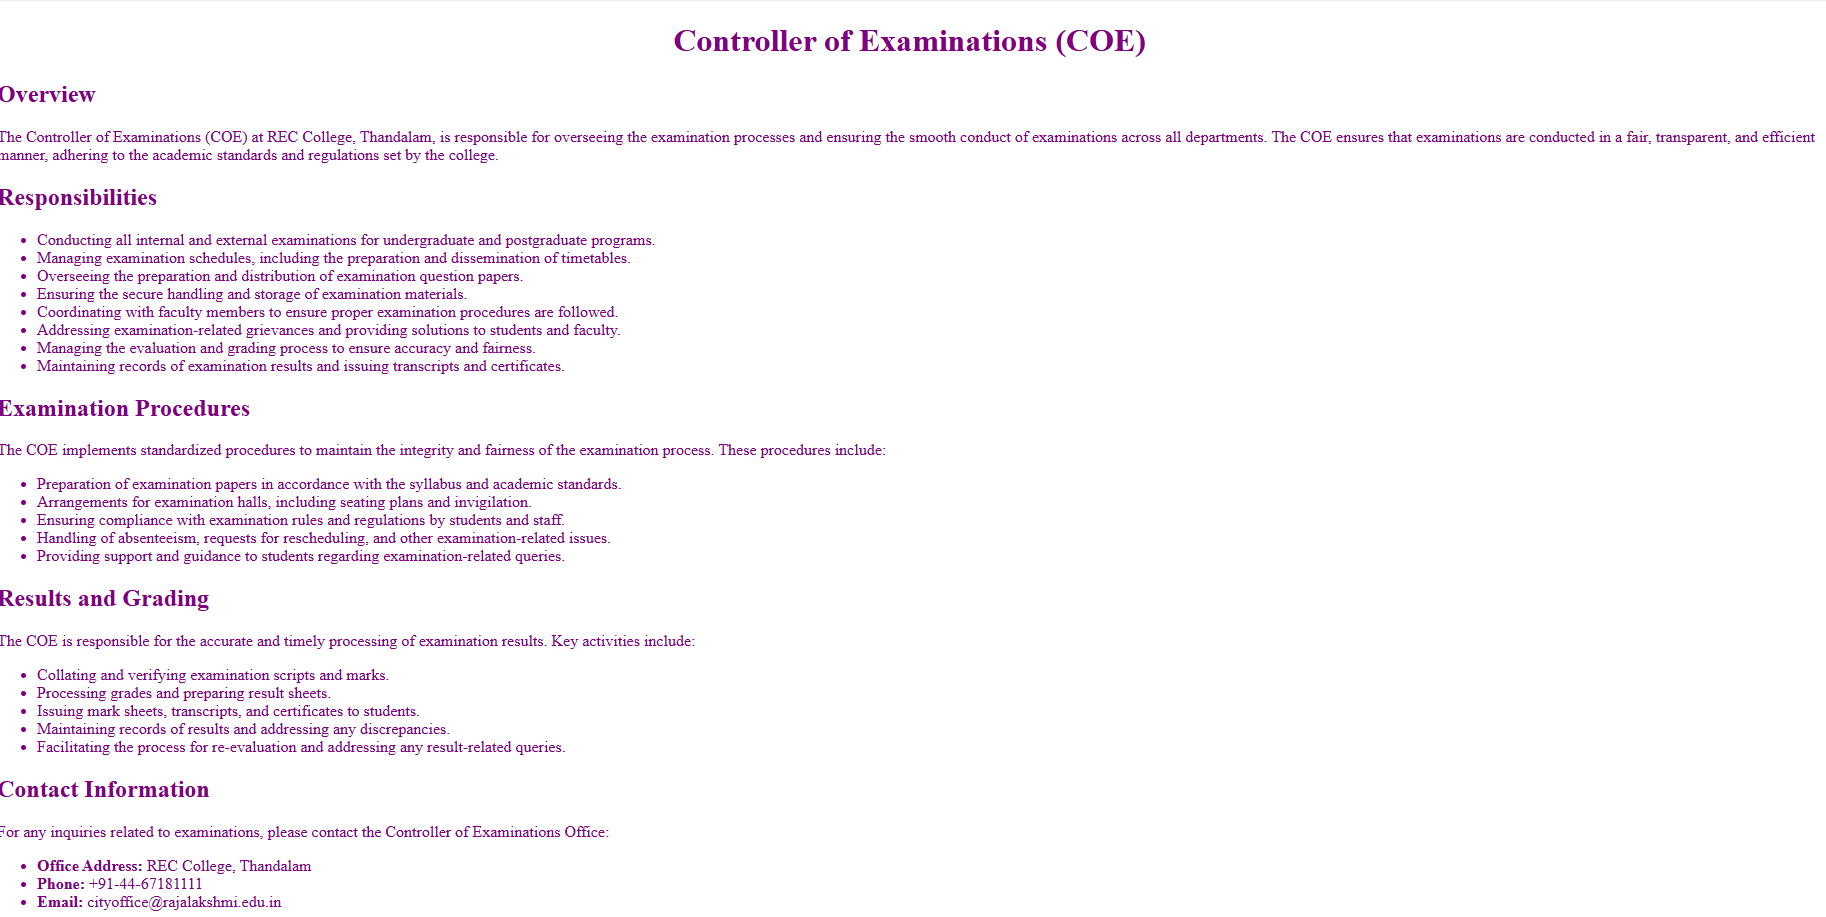 Controller of Examinations (COE)
Overview
The Controller of Examinations (COE) at REC College, Thandalam, is responsible for overseeing the examination processes and ensuring the smooth conduct of examinations across all departments. The COE ensures that examinations are conducted in a fair, transparent, and efficient
manner, adhering to the academic standards and regulations set by the college.
Responsibilities
• Conducting all internal and external examinations for undergraduate and postgraduate programs.
• Managing examination schedules, including the preparation and dissemination of timetables.
• Overseeing the preparation and distribution of examination question papers.
• Ensuring the secure handling and storage of examination materials.
• Coordinating with faculty members to ensure proper examination procedures are followed.
• Addressing examination-related grievances and providing solutions to students and faculty.
• Managing the evaluation and grading process to ensure accuracy and fairness.
• Maintaining records of examination results and issuing transcripts and certificates.
Examination Procedures
The COE implements standardized procedures to maintain the integrity and fairness of the examination process. These procedures include:
• Preparation of examination papers in accordance with the syllabus and academic standards.
• Arrangements for examination halls, including seating plans and invigilation.
• Ensuring compliance with examination rules and regulations by students and staff.
• Handling of absenteeism, requests for rescheduling, and other examination-related issues.
• Providing support and guidance to students regarding examination-related queries.
Results and Grading
The COE is responsible for the accurate and timely processing of examination results. Key activities include:
• Collating and verifying examination scripts and marks.
• Processing grades and preparing result sheets.
• Issuing mark sheets, transcripts, and certificates to students.
• Maintaining records of results and addressing any discrepancies.
• Facilitating the process for re-evaluation and addressing any result-related queries.
Contact Information
For any inquiries related to examinations, please contact the Controller of Examinations Office:
• Office Address: REC College, Thandalam
• Phone: +91-44-67181111
• Email: cityoffice@rajalakshmi.edu.in